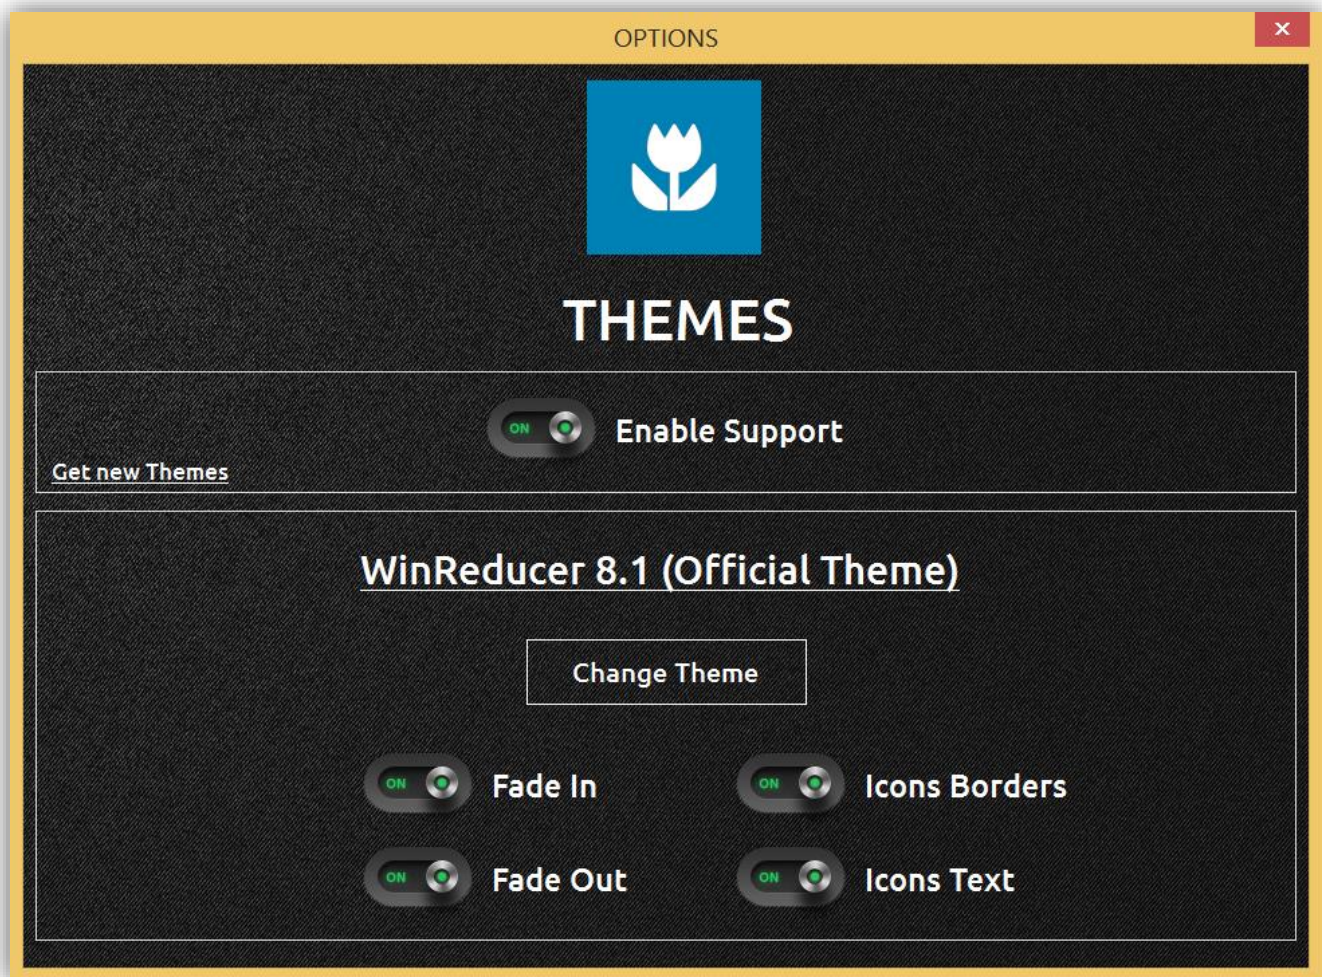 OPTIONS
THEMES
ON Enable Support
Get new Themes
WinReducer 8.1 (Official Theme)
Change Theme
ON Fade In ON Icons Borders
ON Fade Out ON Icons Text